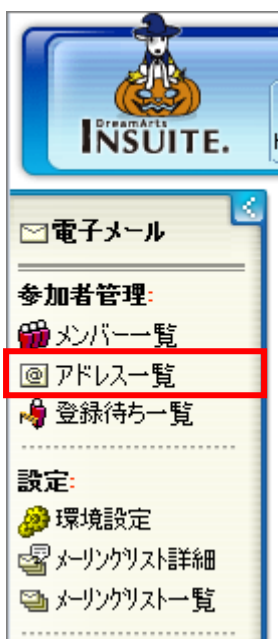 DreamArts
INSUITE.
電子メール
参加者管理:
メンバー一覧
アドレス一覧
登録待ち一覧
設定:
環境設定
メーリングリスト詳細
メーリングリスト一覧